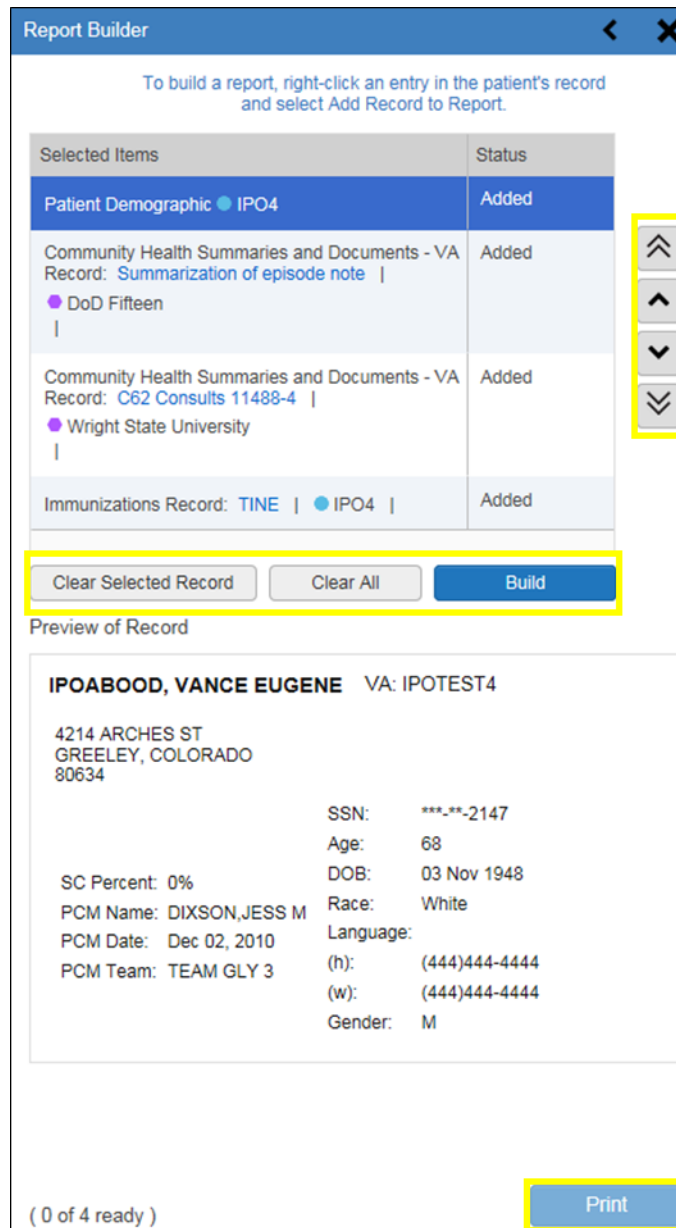 Report Builder
To build a report, right-click an entry in the patient's record
and select Add Record to Report.
Selected Items Status
Patient Demographic IPO4 Added
Community Health Summaries and Documents - VA Added
Record: Summarization of episode note |
DoD Fifteen
|
Community Health Summaries and Documents - VA Added
Record: C62 Consults 11488-4 |
Wright State University
|
Immunizations Record: TINE | IPO4 | Added
Clear Selected Record Clear All Build
Preview of Record
IPOABOOD, VANCE EUGENE VA: IPOTEST4
4214 ARCHES ST
GREELEY, COLORADO
80634
SSN: ***-**-2147
Age: 68
SC Percent: 0% DOB: 03 Nov 1948
PCM Name: DIXSON,JESS M Race: White
PCM Date: Dec 02, 2010 Language:
PCM Team: TEAM GLY 3 (h): (444)444-4444
(w): (444)444-4444
Gender: M
( 0 of 4 ready ) Print